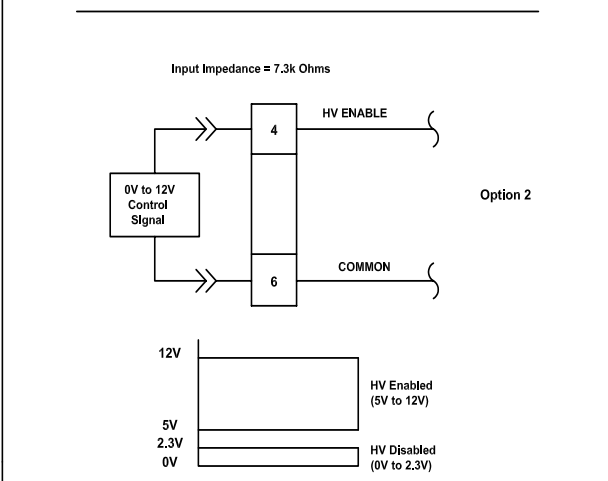 Input Impedance = 7.3k Ohms
HV ENABLE
4
0V to 12V
Control
Signal
Option 2
COMMON
6
12V
HV Enabled
(5V to 12V)
5V
2.3V
HV Disabled
0V
(0V to 2.3V)